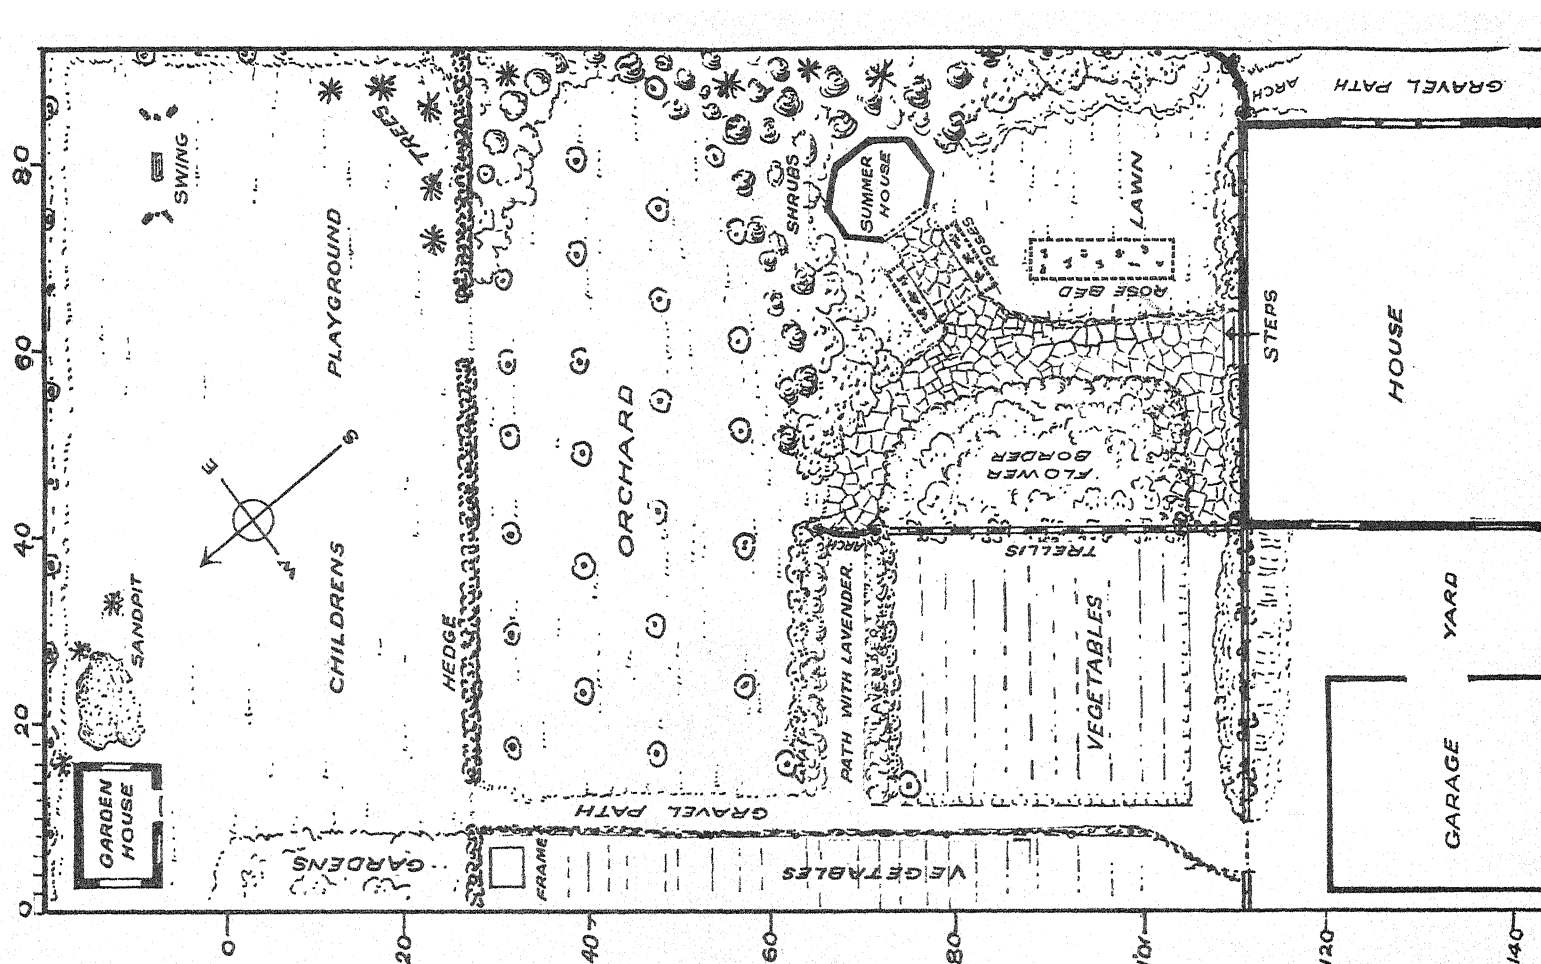 GRAVEL PATH
ARCH
TREES
SWING
80
SHRUBS
SUMMER
HOUSE
LAWN
ROSES
ROSE BED
PLAYGROUND
STEPS
60
HOUSE
ORCHARD
FLOWER
BORDER
S
E
W
40
ARCH
TRELLIS
SANDPIT
CHILDRENS
HEDGE
PATH WITH LAVENDER
LAVENDER
VEGETABLES
YARD
20
GARDEN
HOUSE
GRAVEL PATH
GARAGE
GARDENS
FRAME
VEGETABLES
0
0
20
40
60
80
120
140